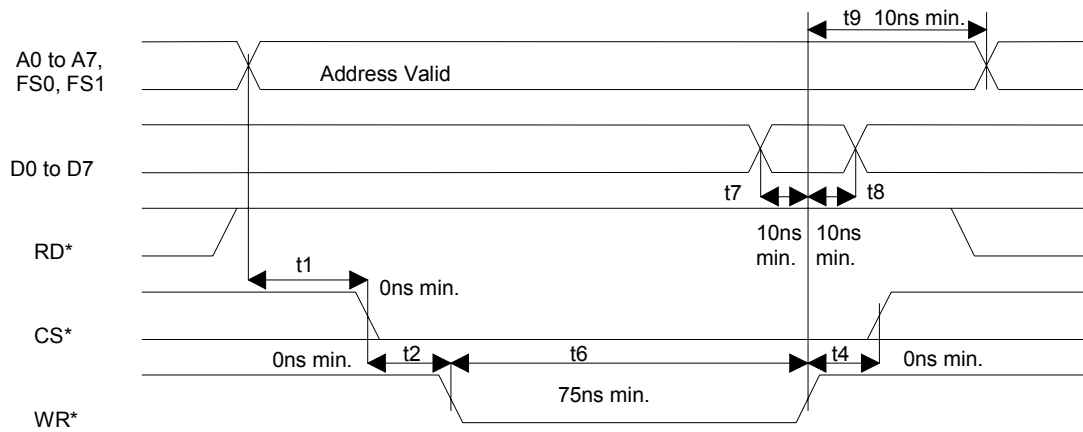 t9 10ns min.
A0 to A7,
FS0, FS1
Address Valid
D0 to D7
t7
t8
RD*
10ns
min.
10ns
min.
t1
0ns min.
CS*
0ns min.
t2
t6
t4
0ns min.
75ns min.
WR*